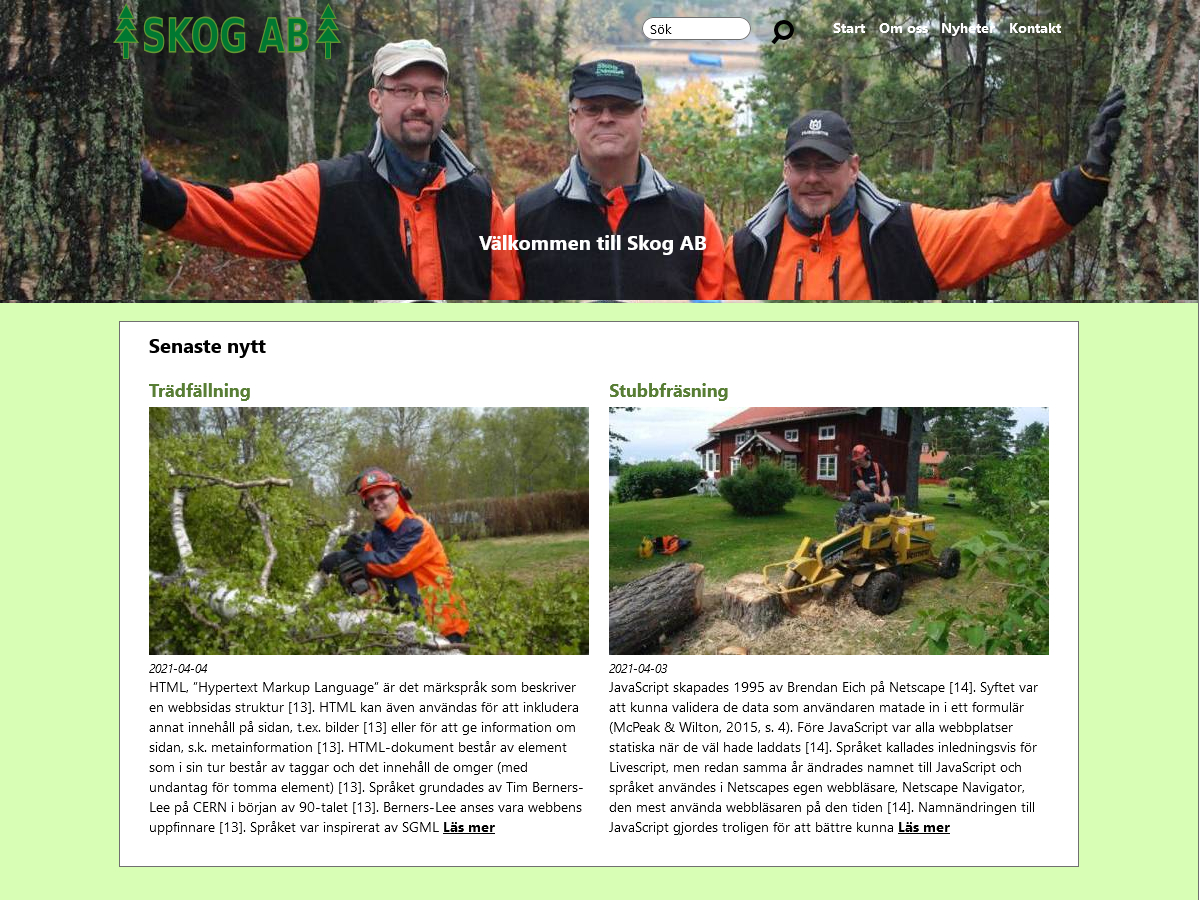 SKOG AB
Sök
Start Om oss Nyheter Kontakt
Välkommen till Skog AB
Senaste nytt
Trädfällning
2021-04-04
HTML, ”Hypertext Markup Language” är det märkspråk som beskriver
en webbsidas struktur [13]. HTML kan även användas för att inkludera
annat innehåll på sidan, t.ex. bilder [13] eller för att ge information om
sidan, s.k. metainformation [13]. HTML-dokument består av element
som i sin tur består av taggar och det innehåll de omger (med
undantag för tomma element) [13]. Språket grundades av Tim Berners-
Lee på CERN i början av 90-talet [13]. Berners-Lee anses vara webbens
uppfinnare [13]. Språket var inspirerat av SGML Läs mer
Stubbfräsning
2021-04-03
JavaScript skapades 1995 av Brendan Eich på Netscape [14]. Syftet var
att kunna validera de data som användaren matade in i ett formulär
(McPeak & Wilton, 2015, s. 4). Före JavaScript var alla webbplatser
statiska när de väl hade laddats [14]. Språket kallades inledningsvis för
Livescript, men redan samma år ändrades namnet till JavaScript och
språket användes i Netscapes egen webbläsare, Netscape Navigator,
den mest använda webbläsaren på den tiden [14]. Namnändringen till
JavaScript gjordes troligen för att bättre kunna Läs mer